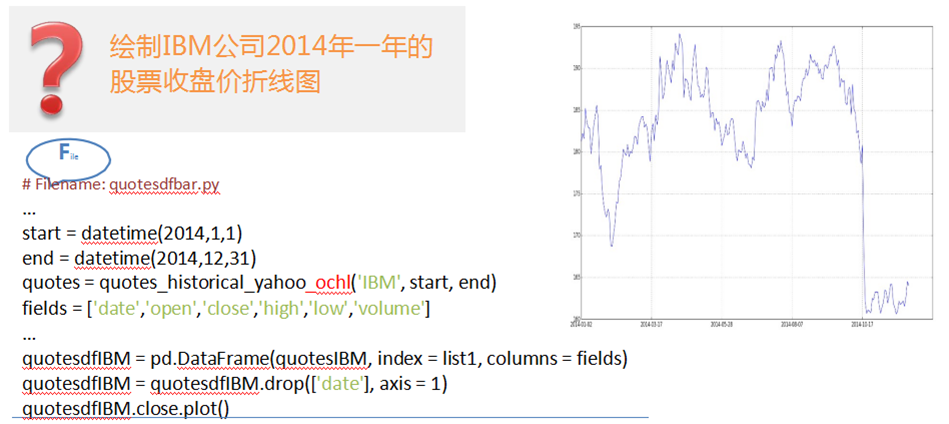 绘制IBM公司2014年一年的
股票收盘价折线图
File
# Filename: quotesdfbar.py
…
start = datetime(2014,1,1)
end = datetime(2014,12,31)
quotes = quotes_historical_yahoo_ochl('IBM', start, end)
fields = ['date','open','close','high','low','volume']
…
quotesdfIBM = pd.DataFrame(quotesIBM, index = list1, columns = fields)
quotesdfIBM = quotesdfIBM.drop(['date'], axis = 1)
quotesdfIBM.close.plot()
195
190
185
180
175
170
165
160
2014-01-02 2014-03-17 2014-05-28 2014-08-07 2014-10-17